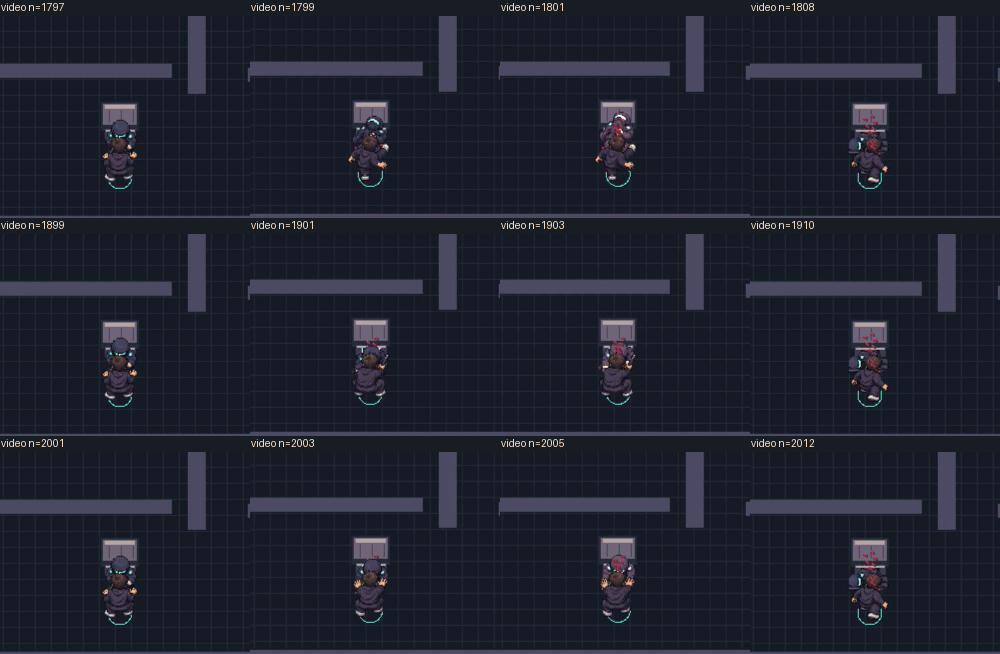 video n=1797
video n=1799
video n=1801
video n=1808
video n=1899
video n=1901
video n=1903
video n=1910
video n=2001
video n=2003
video n=2005
video n=2012